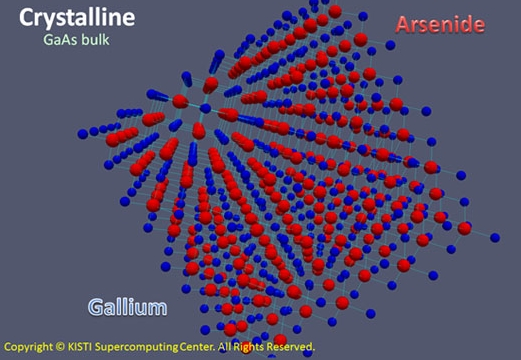 Crystalline
GaAs bulk
Arsenide
Gallium
Copyright © KISTI Supercomputing Center. All Rights Reserved.